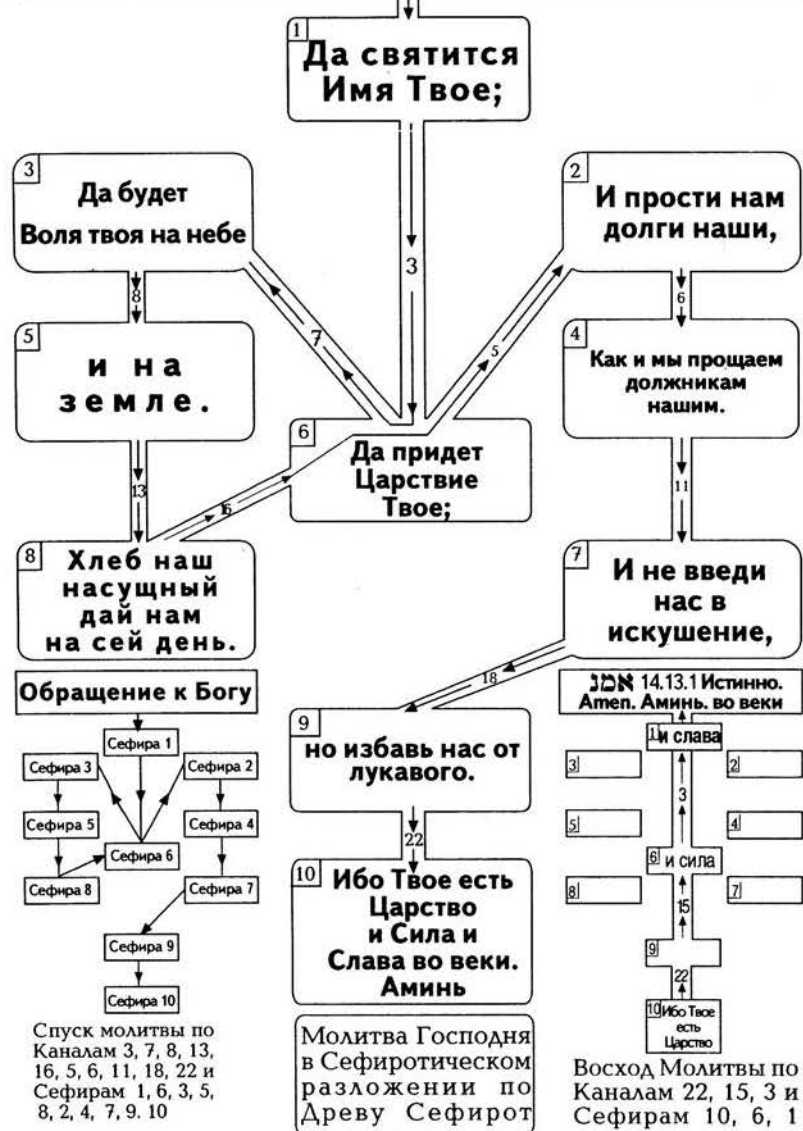 1
Да святится
Имя Твое;
3
3
Да будет
Воля твоя на небе
2
И прости нам
долги наши,
8
7
5
6
5
и на
земле.
4
Как и мы прощаем
должникам
нашим.
6
Да придет
Царствие
Твое;
13
16
11
8
Хлеб наш
насущный
дай нам
на сей день.
7
И не введи
нас в
искушение,
18
9
но избавь нас от
лукавого.
22
10
Ибо Твое есть
Царство
и Сила и
Слава во веки.
Аминь
Молитва Господня
в Сефиротическом
разложении по
Древу Сефирот
Обращение к Богу
Сефира 1
Сефира 3
Сефира 2
Сефира 5
Сефира 4
Сефира 6
Сефира 8
Сефира 7
Сефира 9
Сефира 10
Спуск молитвы по
Каналам 3, 7, 8, 13,
16, 5, 6, 11, 18, 22 и
Сефирам 1, 6, 3, 5,
8, 2, 4, 7, 9. 10
אמנ 14.13.1 Истинно.
Amen. Аминь. во веки
1 и слава
3
2
3
5
4
6 и сила
8
7
15
9
22
10 Ибо Твое
есть
Царство
Восход Молитвы по
Каналам 22, 15, 3 и
Сефирам 10, 6, 1